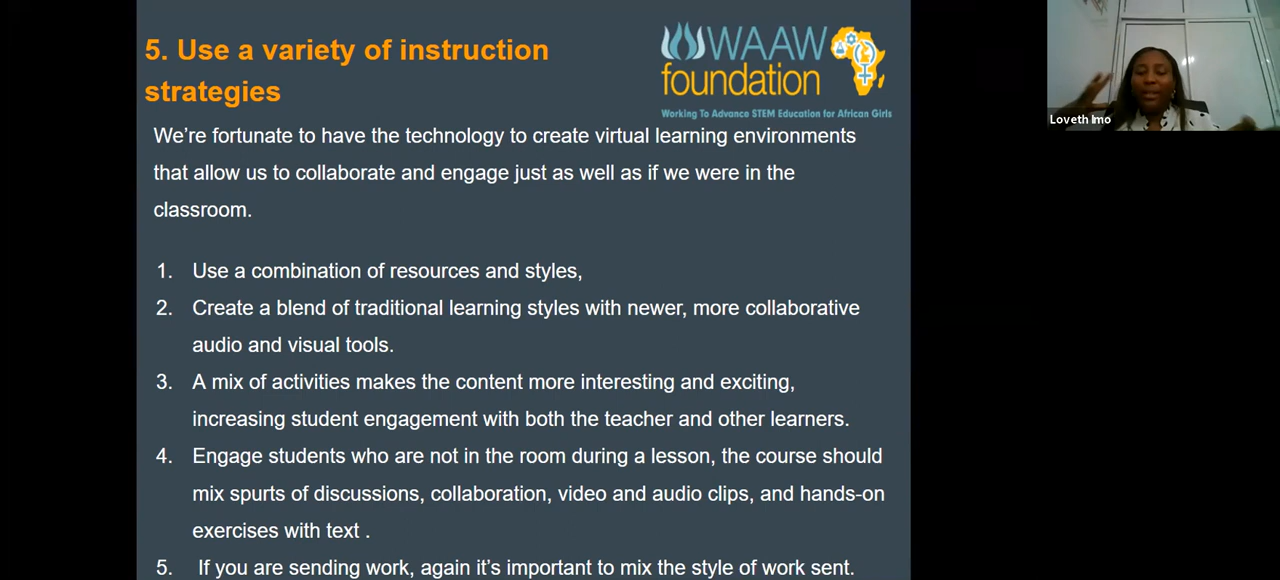 5. Use a variety of instruction
strategies
WAAW
foundation
Working To Advance STEM Education for African Girls
We’re fortunate to have the technology to create virtual learning environments
that allow us to collaborate and engage just as well as if we were in the
classroom.
1. Use a combination of resources and styles,
2. Create a blend of traditional learning styles with newer, more collaborative
audio and visual tools.
3. A mix of activities makes the content more interesting and exciting,
increasing student engagement with both the teacher and other learners.
4. Engage students who are not in the room during a lesson, the course should
mix spurts of discussions, collaboration, video and audio clips, and hands-on
exercises with text .
5. If you are sending work, again it’s important to mix the style of work sent.
Loveth Imo